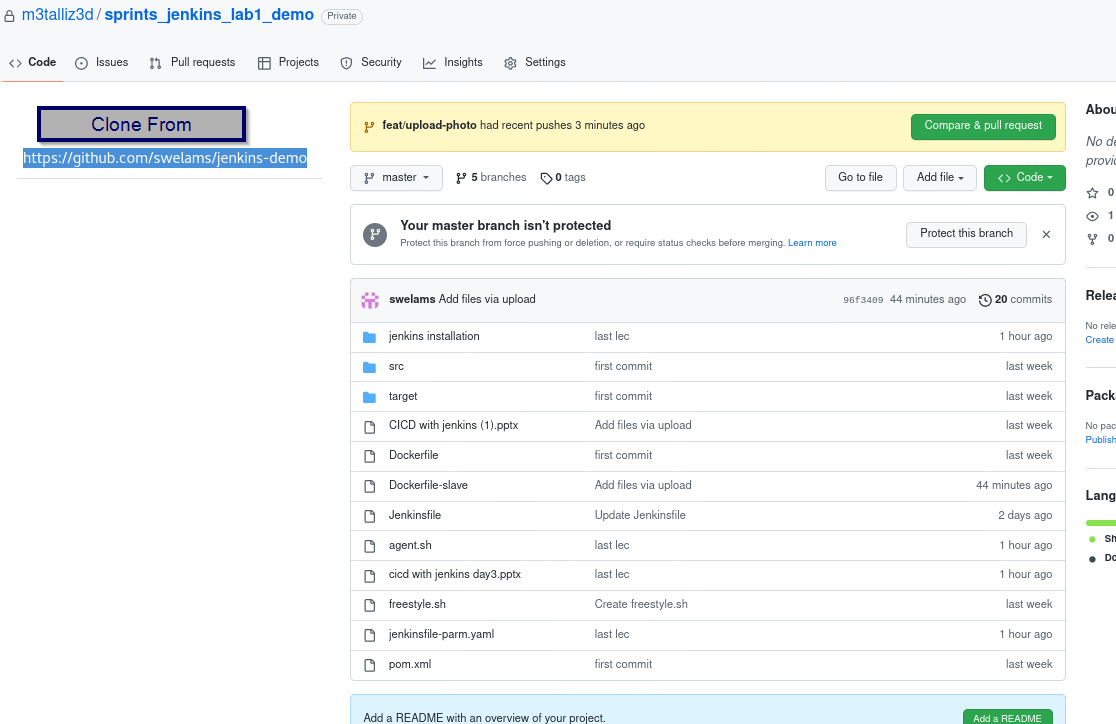 m3talliz3d / sprints_jenkins_lab1_demo Private
Code Issues Pull requests Projects Security Insights Settings
Clone From
https://github.com/swelams/jenkins-demo
feat/upload-photo had recent pushes 3 minutes ago Compare & pull request
master 5 branches 0 tags Go to file Add file Code
Your master branch isn't protected
Protect this branch from force pushing or deletion, or require status checks before merging. Learn more
Protect this branch
swelams Add files via upload 96f3409 44 minutes ago 20 commits
jenkins installation last lec 1 hour ago
src first commit last week
target first commit last week
CICD with jenkins (1).pptx Add files via upload last week
Dockerfile first commit last week
Dockerfile-slave Add files via upload 44 minutes ago
Jenkinsfile Update Jenkinsfile 2 days ago
agent.sh last lec 1 hour ago
cicd with jenkins day3.pptx last lec 1 hour ago
freestyle.sh Create freestyle.sh last week
jenkinsfile-parm.yaml last lec 1 hour ago
pom.xml first commit last week
Add a README with an overview of your project. Add a README
Abou
No de
provid
0
1
0
Relea
No rele
Create
Pack
No pac
Publish
Lang
Sh
Do